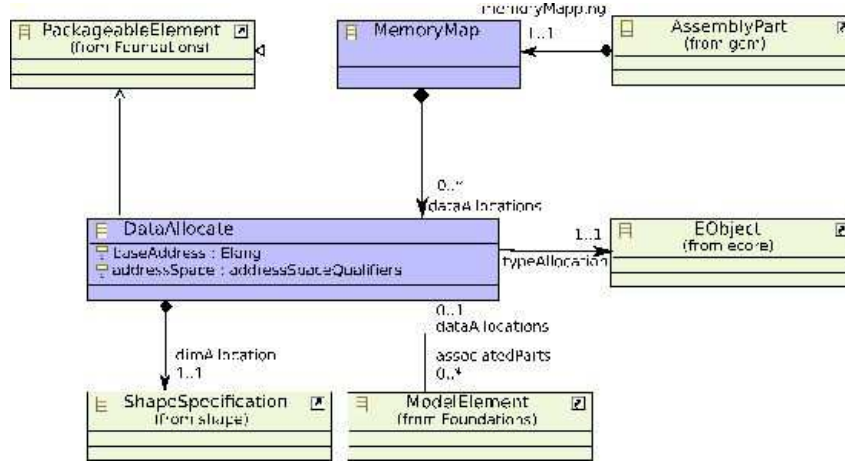 memoryMapping
PackageableElement
(from Foundations)
MemoryMap
1..1
AssemblyPart
(from gcm)
0..*
dataAllocations
DataAllocate
baseAddress : Elong
addressSpace : addressSpaceQualifiers
1..1
typeAllocation
EObject
(from ecore)
0..1
dataAllocations
dimAllocation
1..1
associatedParts
0..*
ShapeSpecification
(from shape)
ModelElement
(from Foundations)